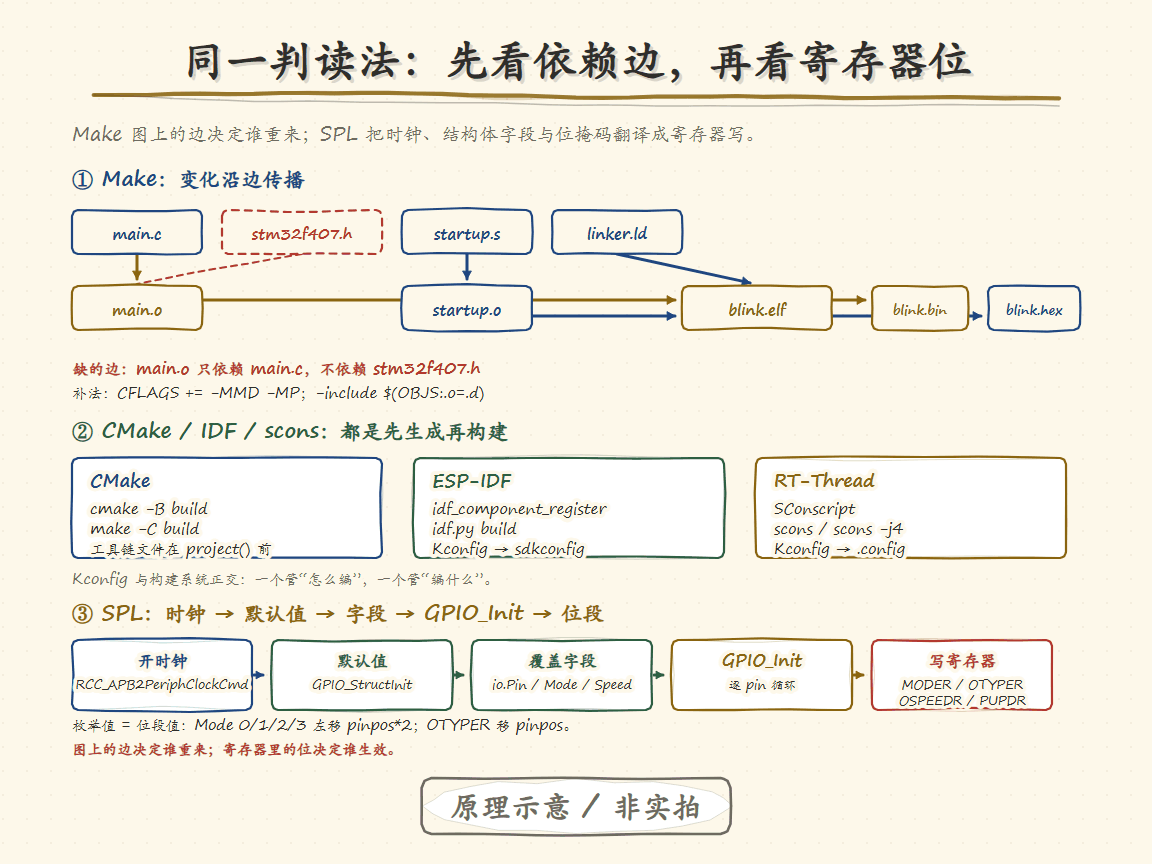 同一判读法：先看依赖边，再看寄存器位
Make 图上的边决定谁重来；SPL 把时钟、结构体字段与位掩码翻译成寄存器写。
① Make：变化沿边传播
main.c
stm32f407.h
startup.s
linker.ld
main.o
startup.o
blink.elf
blink.bin
blink.hex
缺的边：main.o 只依赖 main.c，不依赖 stm32f407.h
补法：CFLAGS += -MMD -MP；-include $(OBJS:.o=.d)
② CMake / IDF / scons：都是先生成再构建
CMake
cmake -B build
make -C build
工具链文件在 project() 前
ESP-IDF
idf_component_register
idf.py build
Kconfig → sdkconfig
RT-Thread
SConscript
scons / scons -j4
Kconfig → .config
Kconfig 与构建系统正交：一个管“怎么编”，一个管“编什么”。
③ SPL：时钟 → 默认值 → 字段 → GPIO_Init → 位段
开时钟
RCC_APB2PeriphClockCmd
默认值
GPIO_StructInit
覆盖字段
io.Pin / Mode / Speed
GPIO_Init
逐 pin 循环
写寄存器
MODER / OTYPER
OSPEEDR / PUPDR
枚举值 = 位段值：Mode 0/1/2/3 左移 pinpos*2；OTYPER 移 pinpos。
图上的边决定谁重来；寄存器里的位决定谁生效。
原理示意 / 非实拍